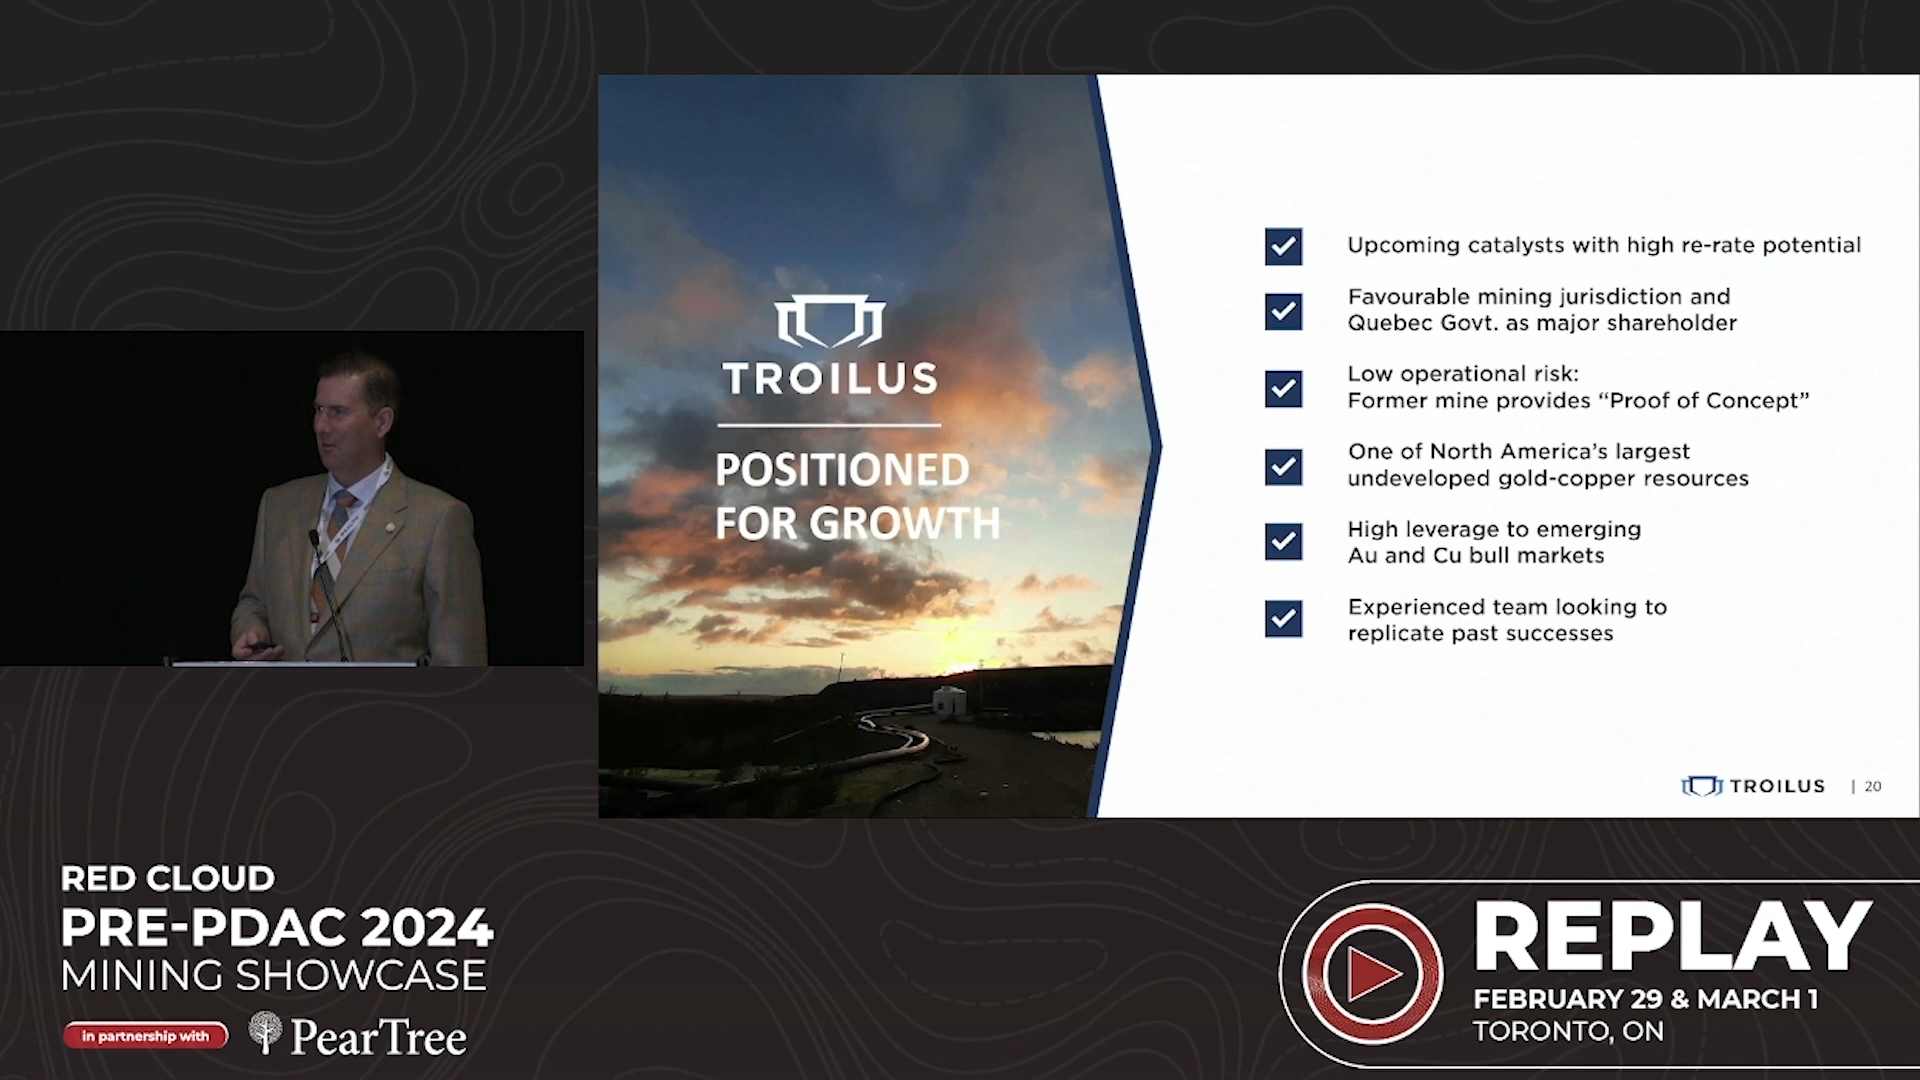 TROILUS
POSITIONED
FOR GROWTH
Upcoming catalysts with high re-rate potential
Favourable mining jurisdiction and
Quebec Govt. as major shareholder
Low operational risk:
Former mine provides “Proof of Concept”
One of North America’s largest
undeveloped gold-copper resources
High leverage to emerging
Au and Cu bull markets
Experienced team looking to
replicate past successes
TROILUS | 20
RED CLOUD
PRE-PDAC 2024
MINING SHOWCASE
in partnership with
PearTree
REPLAY
FEBRUARY 29 & MARCH 1
TORONTO, ON